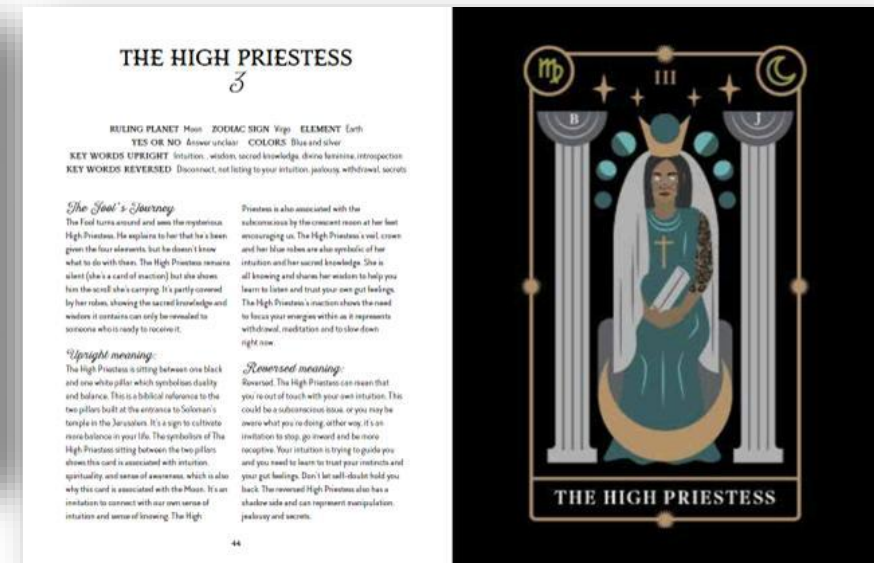 THE HIGH PRIESTESS
3
RULING PLANET Moon ZODIAC SIGN Virgo ELEMENT Earth
YES OR NO Answer unclear COLORS Blue and silver
KEY WORDS UPRIGHT Intuition, wisdom, sacred knowledge, divine feminine, introspection
KEY WORDS REVERSED Disconnect, not listing to your intuition, jealousy, withdrawal, secrets
The Fool's Journey
The Fool turns around and sees the mysterious
High Priestess. He explains to her that he's been
given the four elements, but he doesn't know
what to do with them. The High Priestess remains
silent (she's a card of inaction) but she shows
him the scroll she's carrying. It's partly covered
by her robes, showing the sacred knowledge and
wisdom it contains can only be revealed to
someone who is ready to receive it.
Upright meaning:
The High Priestess is sitting between one black
and one white pillar which symbolises duality
and balance. This is a biblical reference to the
two pillars built at the entrance to Soloman's
temple in the Jerusalem. It's a sign to cultivate
more balance in your life. The symbolism of The
High Priestess sitting between the two pillars
shows this card is associated with intuition,
spirituality, and sense of awareness, which is also
why this card is associated with the Moon. It's an
invitation to connect with our own sense of
intuition and sense of knowing. The High
Priestess is also associated with the
subconscious by the crescent moon at her feet
encouraging us. The High Priestess's veil, crown
and her blue robes are also symbolic of her
intuition and her sacred knowledge. She is
all knowing and shares her wisdom to help you
learn to listen and trust your own gut feelings.
The High Priestess's inaction shows the need
to focus your energies within as it represents
withdrawal, meditation and to slow down
right now.
Reversed meaning:
Reversed, The High Priestess can mean that
you're out of touch with your own intuition. This
could be a subconscious issue, or you may be
aware what you're doing, either way, it's an
invitation to stop, go inward and be more
receptive. Your intuition is trying to guide you
and you need to learn to trust your instincts and
your gut feelings. Don't let self-doubt hold you
back. The reversed High Priestess also has a
shadow side and can represent manipulation,
jealousy and secrets.
44
III
B
J
THE HIGH PRIESTESS